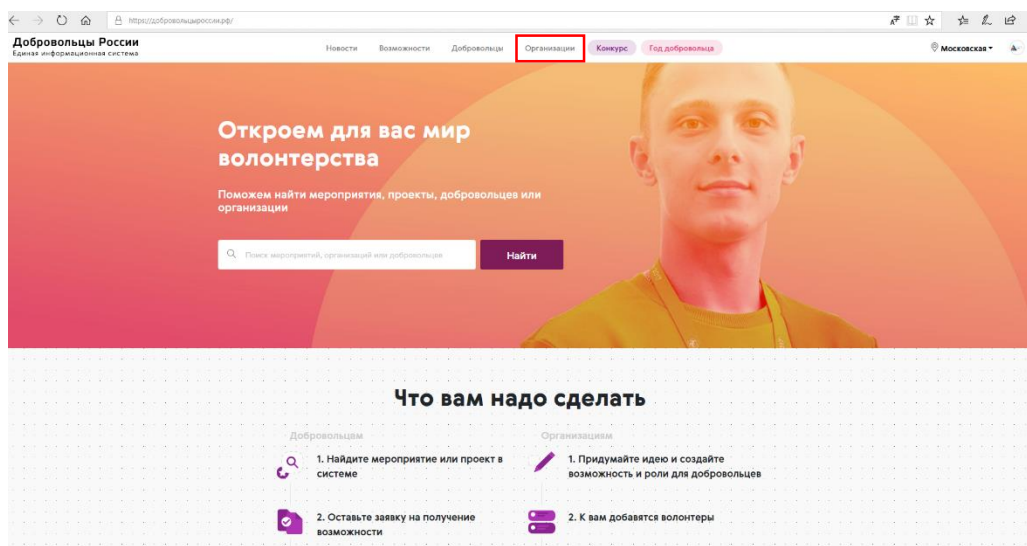 https://добровольцыроссии.рф/
Добровольцы России
Единая информационная система
Новости Возможности Добровольцы Организации Конкурс Год добровольца Московская
Откроем для вас мир
волонтерства
Поможем найти мероприятия, проекты, добровольцев или
организации
Поиск мероприятий, организаций или добровольцев Найти
Что вам надо сделать
Добровольцам
1. Найдите мероприятие или проект в
системе
2. Оставьте заявку на получение
возможности
Организациям
1. Придумайте идею и создайте
возможность и роли для добровольцев
2. К вам добавятся волонтеры